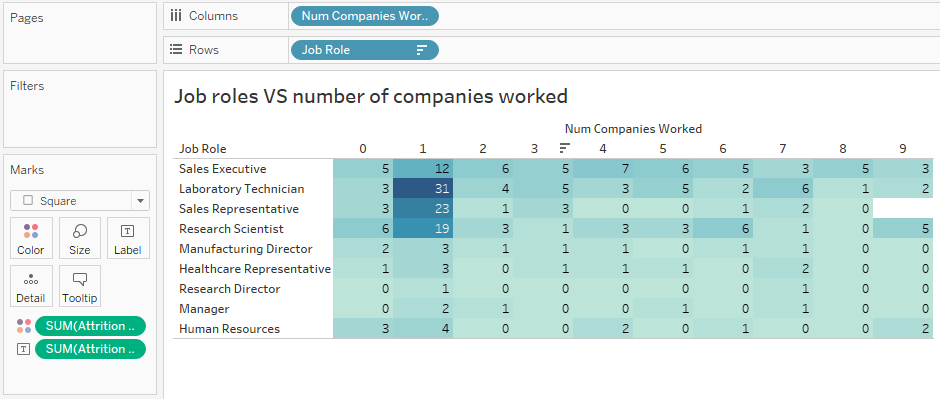 Pages
Columns
Num Companies Wor..
Rows
Job Role
Filters
Marks
Square
Color
Size
Label
Detail
Tooltip
SUM(Attrition ..
SUM(Attrition ..
Job roles VS number of companies worked
Num Companies Worked
Job Role 0 1 2 3 4 5 6 7 8 9
Sales Executive 5 12 6 5 7 6 5 3 5 3
Laboratory Technician 3 31 4 5 3 5 2 6 1 2
Sales Representative 3 23 1 3 0 0 1 2 0
Research Scientist 6 19 3 1 3 3 6 1 0 5
Manufacturing Director 2 3 1 1 1 0 1 1 0 0
Healthcare Representative 1 3 0 1 1 1 0 2 0 0
Research Director 0 1 0 0 0 0 0 1 0 0
Manager 0 2 1 0 0 1 0 1 0 0
Human Resources 3 4 0 0 2 0 1 0 0 2
T
T